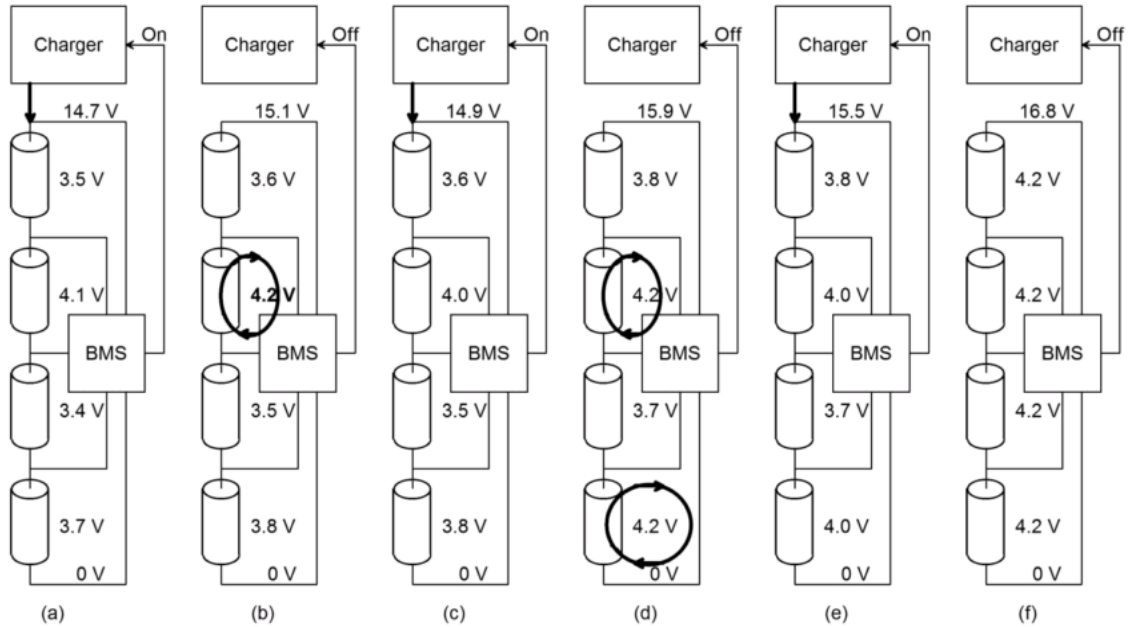 Charger
On
14.7 V
3.5 V
4.1 V
BMS
3.4 V
3.7 V
0 V
(a)
Charger
Off
15.1 V
3.6 V
4.2 V
BMS
3.5 V
3.8 V
0 V
(b)
Charger
On
14.9 V
3.6 V
4.0 V
BMS
3.5 V
3.8 V
0 V
(c)
Charger
Off
15.9 V
3.8 V
4.2 V
BMS
3.7 V
4.2 V
0 V
(d)
Charger
On
15.5 V
3.8 V
4.0 V
BMS
3.7 V
4.0 V
0 V
(e)
Charger
Off
16.8 V
4.2 V
4.2 V
BMS
4.2 V
4.2 V
0 V
(f)